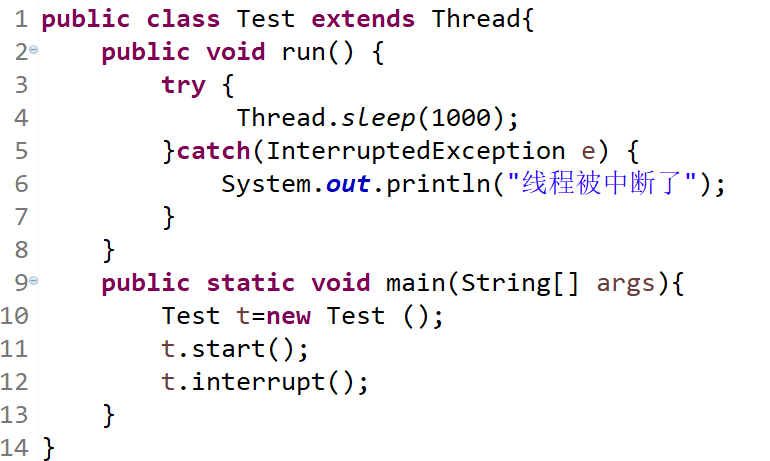 1 public class Test extends Thread{
2 public void run() {
3 try {
4 Thread.sleep(1000);
5 }catch(InterruptedException e) {
6 System.out.println("线程被中断了");
7 }
8 }
9 public static void main(String[] args){
10 Test t=new Test ();
11 t.start();
12 t.interrupt();
13 }
14 }